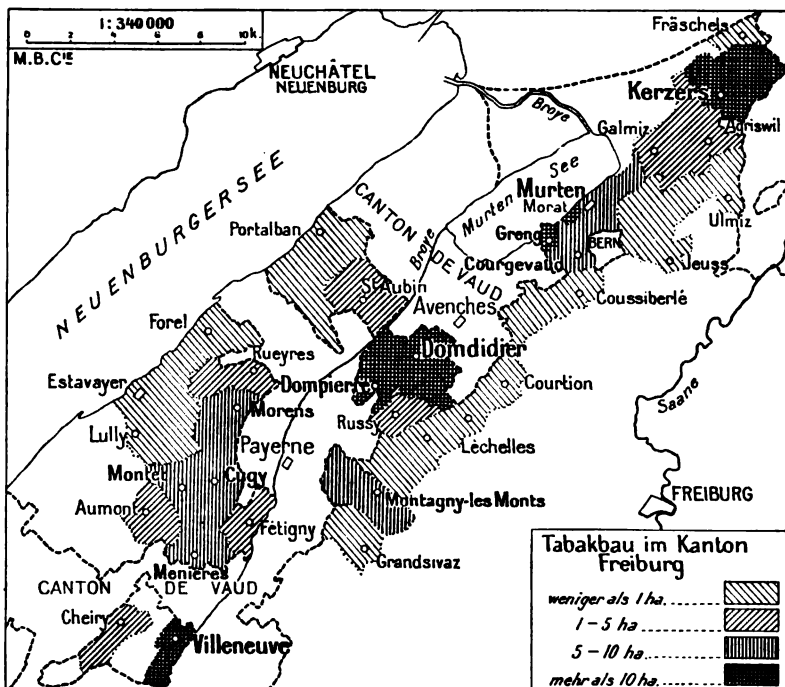 1:340 000
0 2 4 6 8 10 k.
M.B.Cⁱᴱ
NEUCHÂTEL
NEUENBURG
Fräschels
Kerzers
Broye
Galmiz
Agriswil
NEUENBURGERSEE
Murten See
Murten
Morat
Ulmiz
Portalban
CANTON
DE VAUD
Broye
Greng
BERN
Courgevaud
Jeuss
St Aubin
Avenches
Coussiberlé
Forel
Domdidier
Rueyres
Estavayer
Dompierre
Courtion
Saane
Morens
Russy
Lully
Payerne
Léchelles
Montet
Cugy
Montagny-les Monts
FREIBURG
Aumont
Fétigny
Grandsivaz
Menières
CANTON DE VAUD
Cheiry
Villeneuve
Tabakbau im Kanton
Freiburg
weniger als 1 ha
1 – 5 ha
5 – 10 ha
mehr als 10 ha